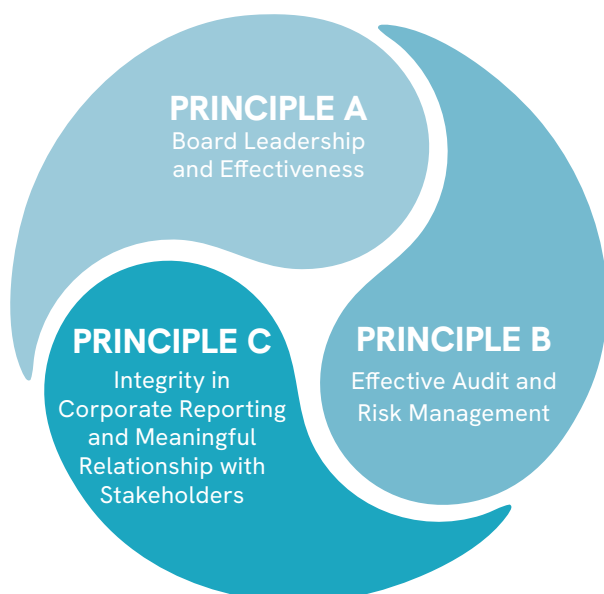 PRINCIPLE A
Board Leadership
and Effectiveness
PRINCIPLE B
Effective Audit and
Risk Management
PRINCIPLE C
Integrity in
Corporate Reporting
and Meaningful
Relationship with
Stakeholders